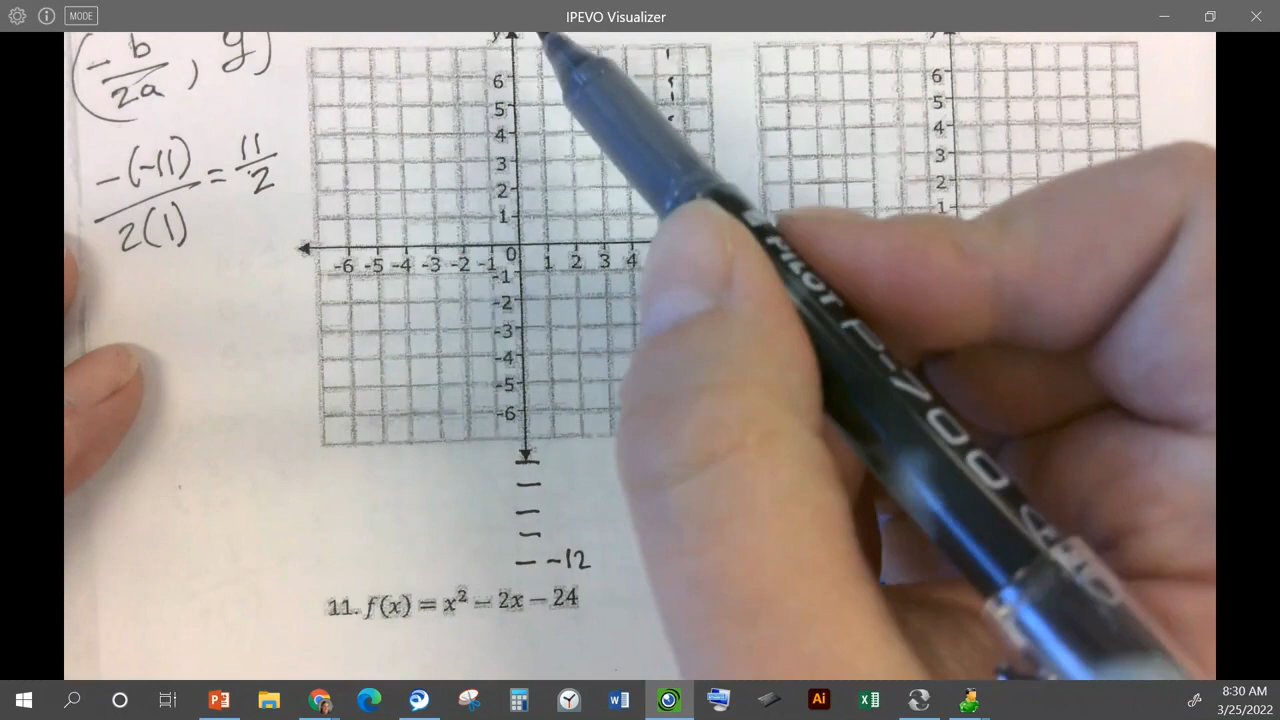 MODE
IPEVO Visualizer
(-b/2a, y)
-(-11)/2(1) = 11/2
y
6
5
4
3
2
1
-6 -5 -4 -3 -2 -1 0 1 2 3 4
-1
-2
-3
-4
-5
-6
-12
y
6
5
4
3
2
1
PILOT P-700
11. f(x) = x² − 2x − 24
8:30 AM
3/25/2022